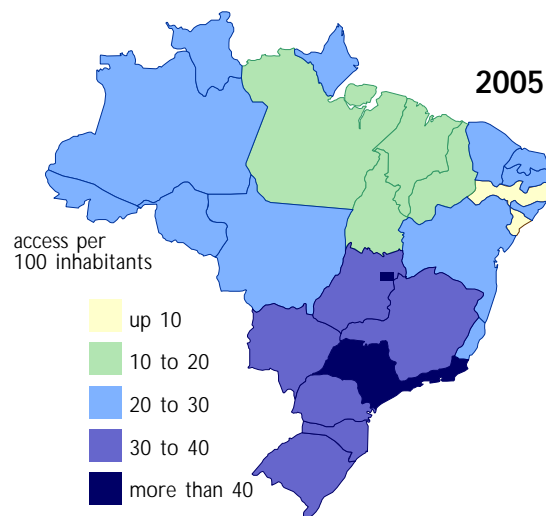 2005
access per
100 inhabitants
up 10
10 to 20
20 to 30
30 to 40
more than 40